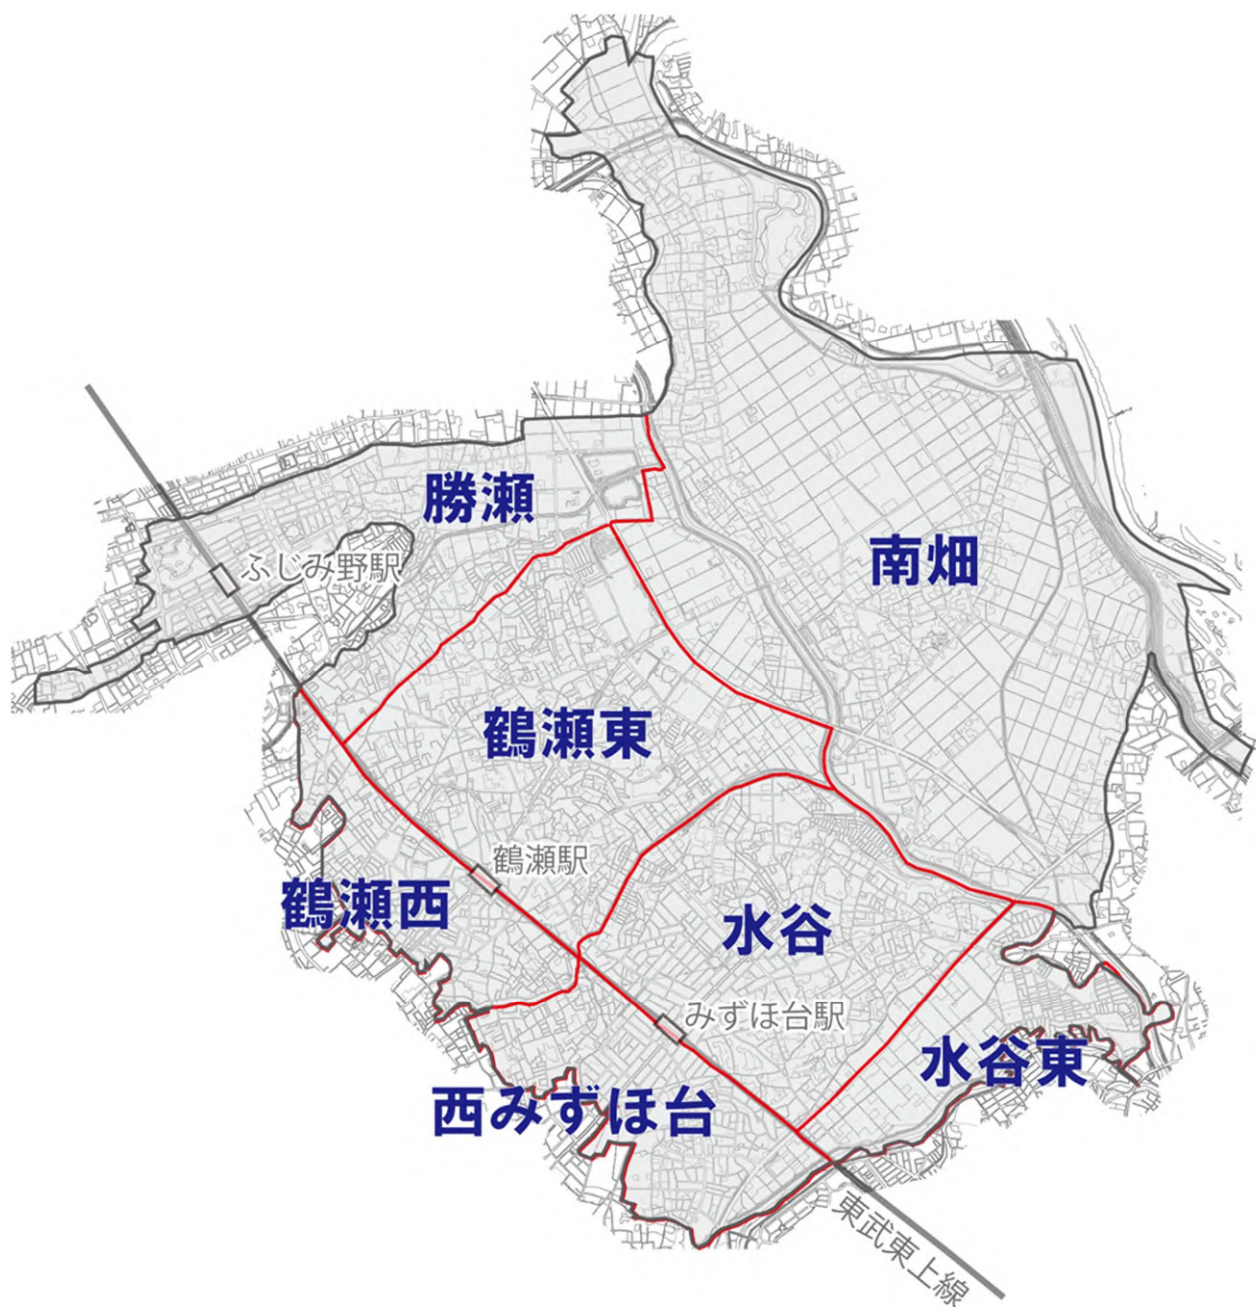 勝瀬
南畑
ふじみ野駅
鶴瀬東
鶴瀬駅
鶴瀬西
水谷
みずほ台駅
水谷東
西みずほ台
東武東上線